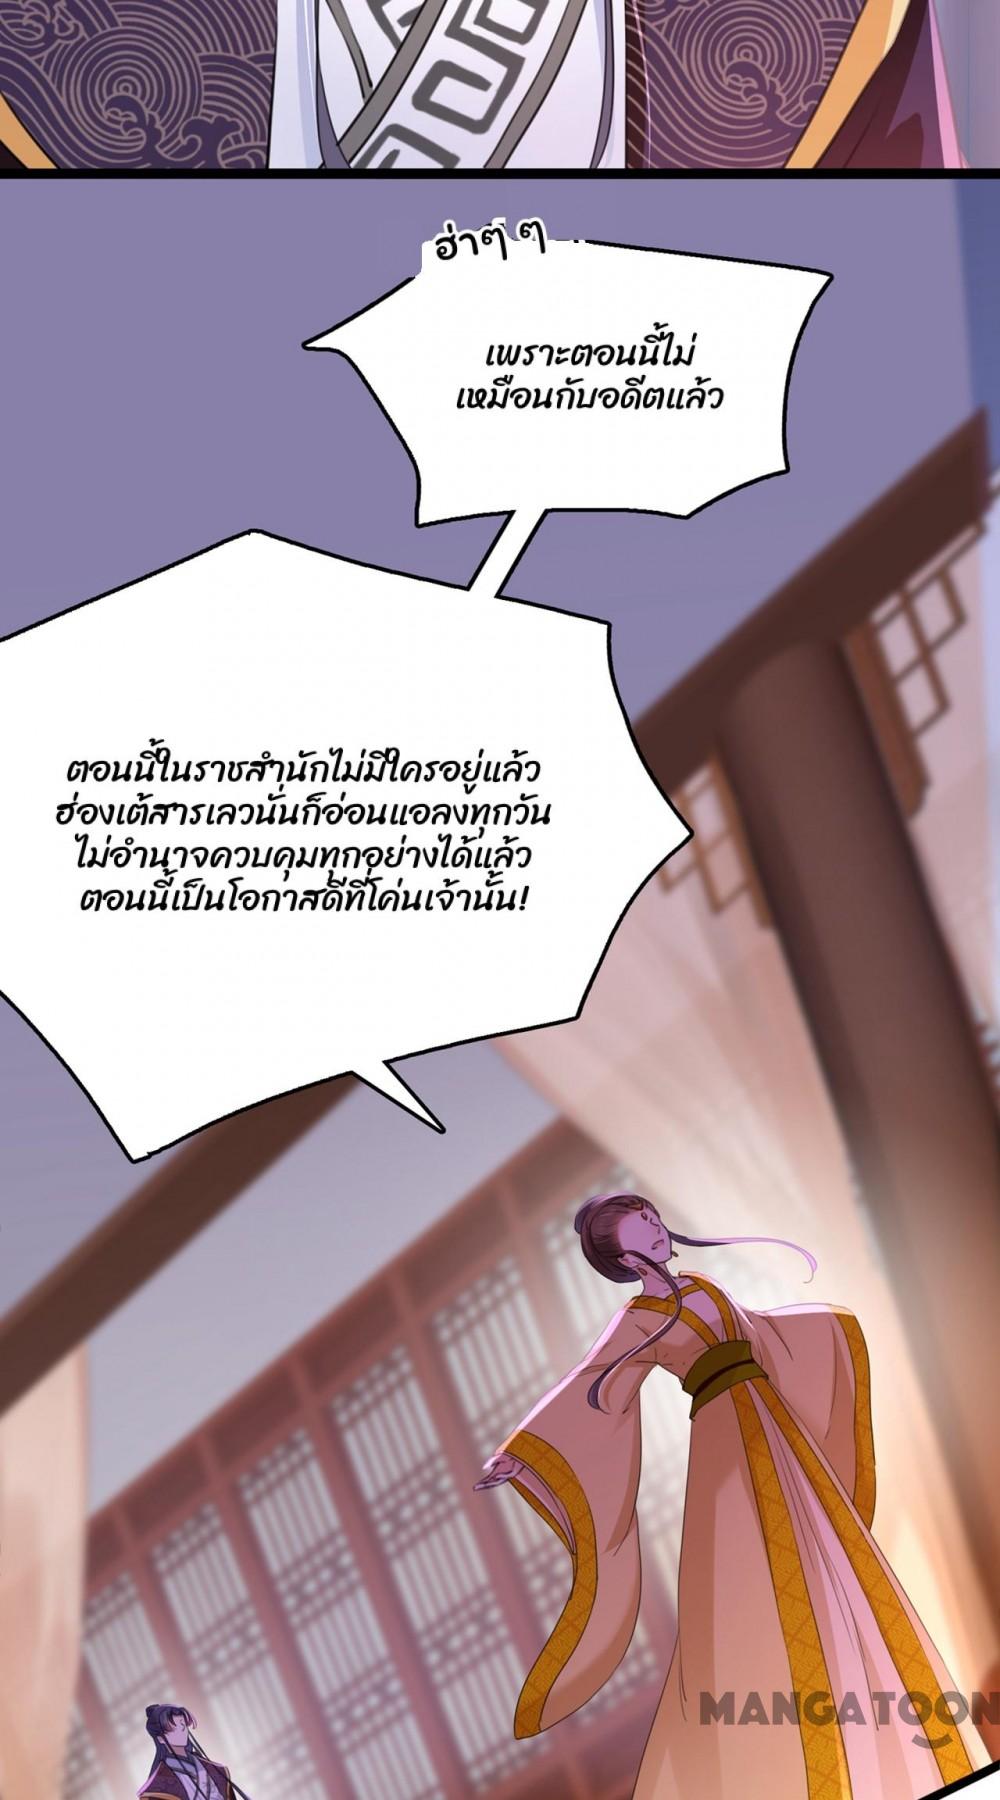 ฮ่าๆ ๆ
เพราะตอนนี้ไม่
เหมือนกับอดีตแล้ว
ตอนนี้ในราชสำนักไม่มีใครอยู่แล้ว
ฮ่องเต้สารเลวนั่นก็อ่อนแอลงทุกวัน
ไม่อำนาจควบคุมทุกอย่างได้แล้ว
ตอนนี้เป็นโอกาสดีที่โค่นเจ้านั้น!
MANGATOON